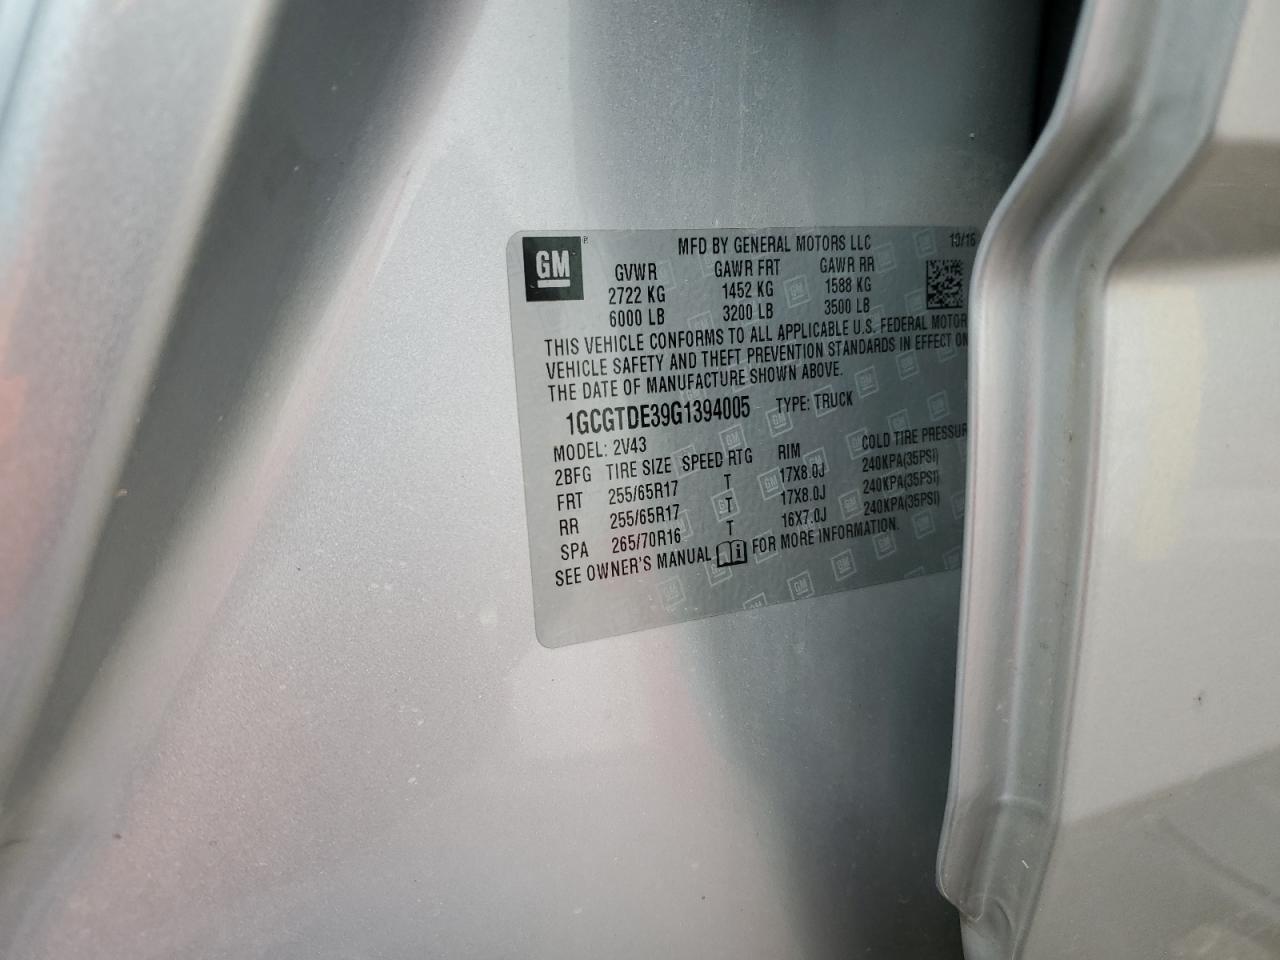 GM
MFD BY GENERAL MOTORS LLC
GVWR GAWR FRT GAWR RR
2722 KG 1452 KG 1588 KG
6000 LB 3200 LB 3500 LB
THIS VEHICLE CONFORMS TO ALL APPLICABLE U.S. FEDERAL MOTOR
VEHICLE SAFETY AND THEFT PREVENTION STANDARDS IN EFFECT ON
THE DATE OF MANUFACTURE SHOWN ABOVE.
1GCGTDE39G1394005 TYPE: TRUCK
MODEL: 2V43
2BFG TIRE SIZE SPEED RTG RIM COLD TIRE PRESSUR
FRT 255/65R17 T 17X8.0J 240KPA(35PSI)
RR 255/65R17 T 17X8.0J 240KPA(35PSI)
SPA 265/70R16 T 16X7.0J 240KPA(35PSI)
SEE OWNER'S MANUAL FOR MORE INFORMATION.